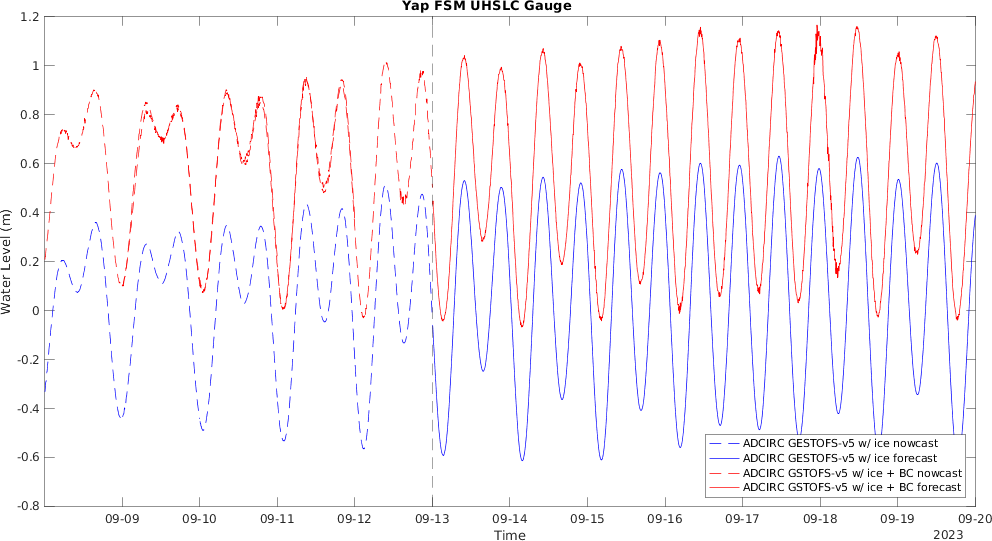 Yap FSM UHSLC Gauge
1.2
1
0.8
0.6
0.4
0.2
0
-0.2
-0.4
-0.6
-0.8
Water Level (m)
ADCIRC GESTOFS-v5 w/ ice nowcast
ADCIRC GESTOFS-v5 w/ ice forecast
ADCIRC GSTOFS-v5 w/ ice + BC nowcast
ADCIRC GSTOFS-v5 w/ ice + BC forecast
09-09 09-10 09-11 09-12 09-13 09-14 09-15 09-16 09-17 09-18 09-19 09-20
Time
2023